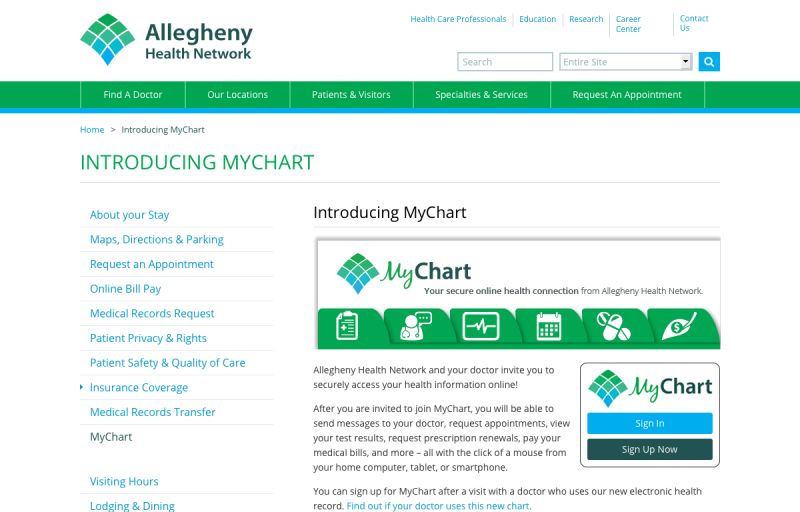 Allegheny
Health Network
Health Care Professionals
Education
Research
Career
Center
Contact
Us
Search
Entire Site
Find A Doctor
Our Locations
Patients & Visitors
Specialties & Services
Request An Appointment
Home > Introducing MyChart
INTRODUCING MYCHART
About your Stay
Maps, Directions & Parking
Request an Appointment
Online Bill Pay
Medical Records Request
Patient Privacy & Rights
Patient Safety & Quality of Care
Insurance Coverage
Medical Records Transfer
MyChart
Visiting Hours
Lodging & Dining
Introducing MyChart
MyChart
Your secure online health connection from Allegheny Health Network.
Allegheny Health Network and your doctor invite you to
securely access your health information online!
After you are invited to join MyChart, you will be able to
send messages to your doctor, request appointments, view
your test results, request prescription renewals, pay your
medical bills, and more – all with the click of a mouse from
your home computer, tablet, or smartphone.
MyChart
Sign In
Sign Up Now
You can sign up for MyChart after a visit with a doctor who uses our new electronic health
record. Find out if your doctor uses this new chart.